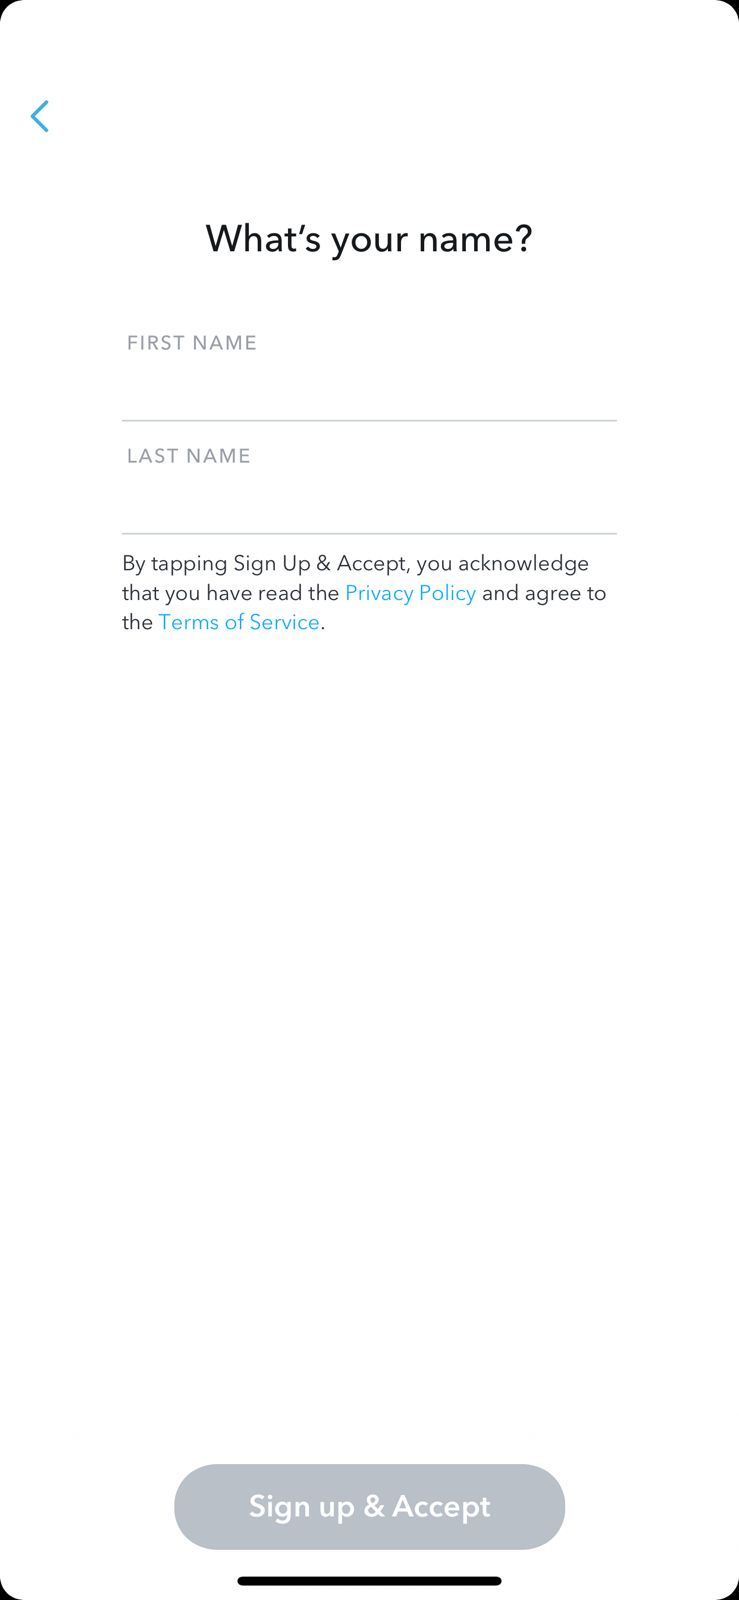 What‘s your name?
FIRST NAME
LAST NAME
By tapping Sign Up & Accept, you acknowledge
that you have read the Privacy Policy and agree to
the Terms of Service.
Sign up & Accept